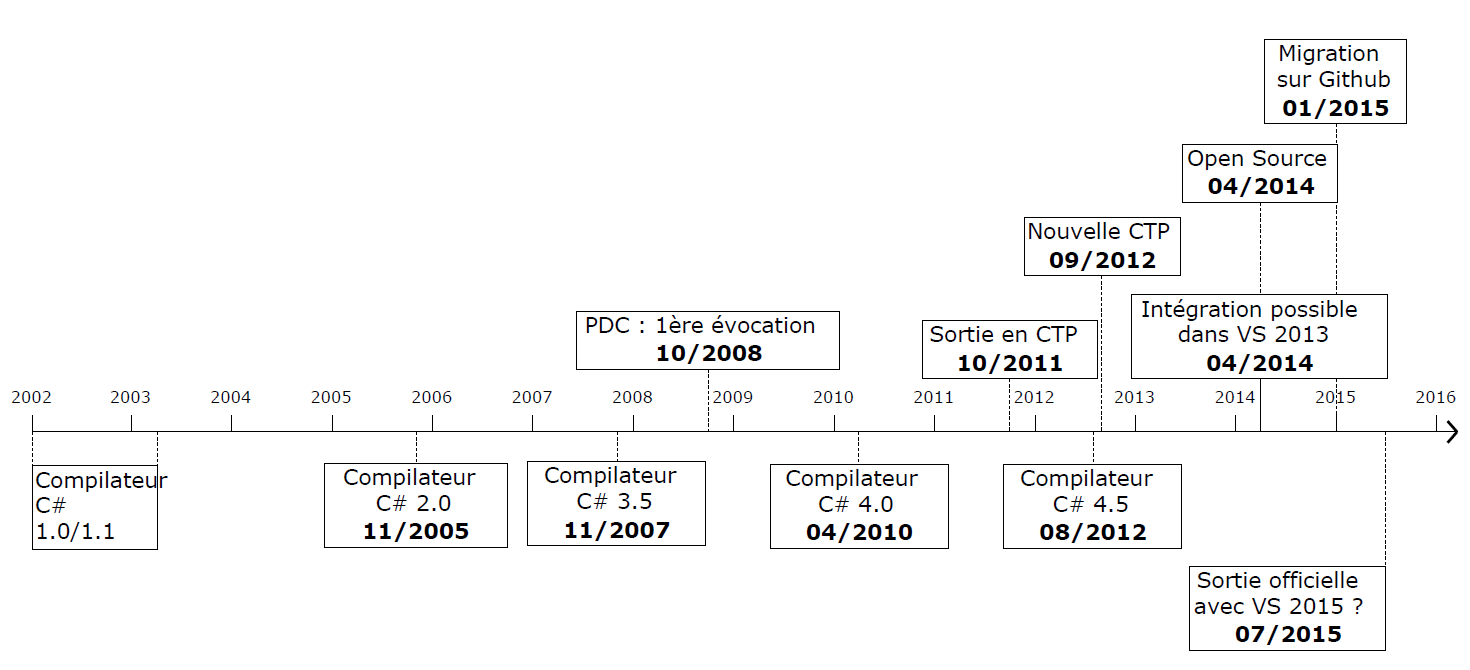 Migration
sur Github
01/2015
Open Source
04/2014
Nouvelle CTP
09/2012
Intégration possible
dans VS 2013
04/2014
PDC : 1ère évocation
10/2008
Sortie en CTP
10/2011
2002 2003 2004 2005 2006 2007 2008 2009 2010 2011 2012 2013 2014 2015 2016
Compilateur
C#
1.0/1.1
Compilateur
C# 2.0
11/2005
Compilateur
C# 3.5
11/2007
Compilateur
C# 4.0
04/2010
Compilateur
C# 4.5
08/2012
Sortie officielle
avec VS 2015 ?
07/2015